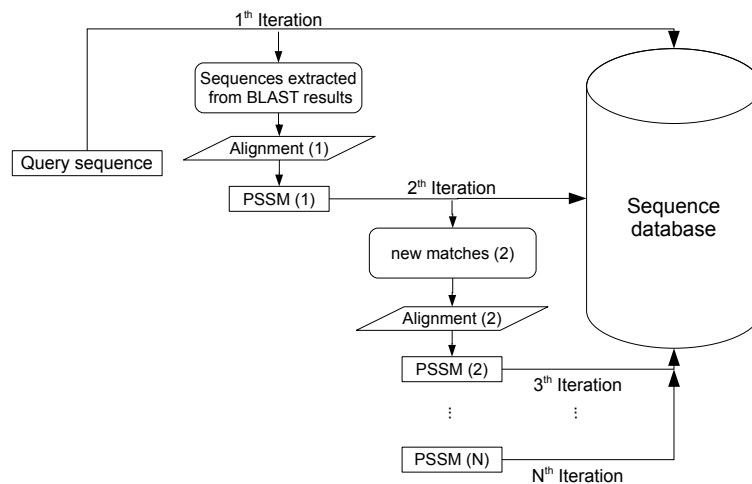 1th Iteration
Sequences extracted
from BLAST results
Query sequence
Alignment (1)
PSSM (1)
2th Iteration
Sequence
database
new matches (2)
Alignment (2)
PSSM (2)
3th Iteration
...
...
PSSM (N)
Nth Iteration